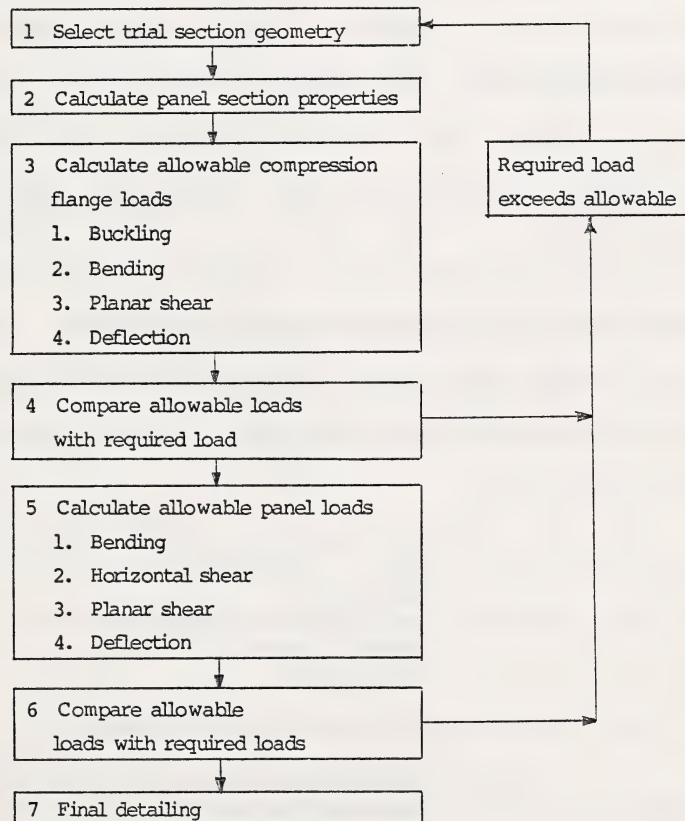 1 Select trial section geometry
2 Calculate panel section properties
3 Calculate allowable compression
flange loads
1. Buckling
2. Bending
3. Planar shear
4. Deflection
Required load
exceeds allowable
4 Compare allowable loads
with required load
5 Calculate allowable panel loads
1. Bending
2. Horizontal shear
3. Planar shear
4. Deflection
6 Compare allowable
loads with required loads
7 Final detailing